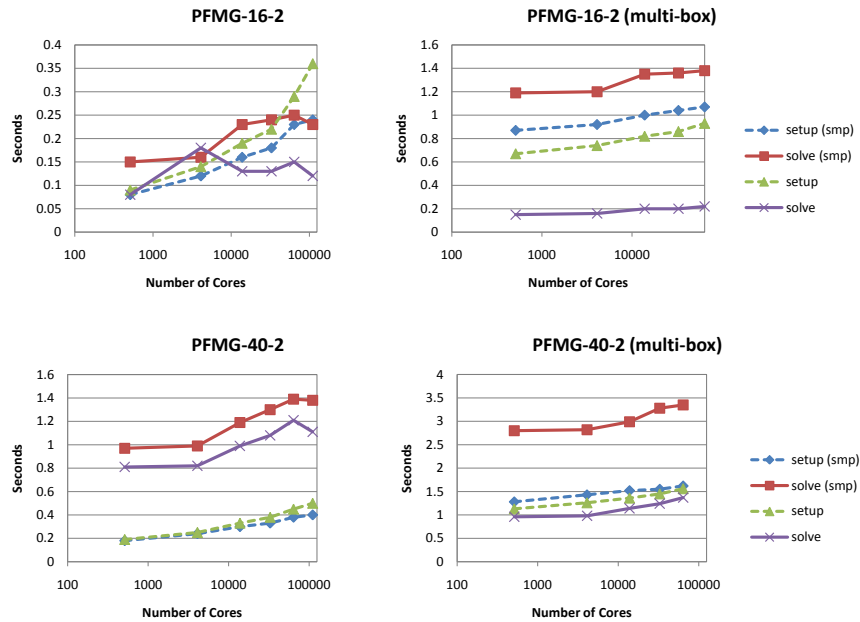 PFMG-16-2
0.4
0.35
0.3
0.25
0.2
0.15
0.1
0.05
0
100
1000
10000
100000
Seconds
Number of Cores
PFMG-16-2 (multi-box)
1.6
1.4
1.2
1
0.8
0.6
0.4
0.2
0
100
1000
10000
Seconds
Number of Cores
setup (smp)
solve (smp)
setup
solve
PFMG-40-2
1.6
1.4
1.2
1
0.8
0.6
0.4
0.2
0
100
1000
10000
100000
Seconds
Number of Cores
PFMG-40-2 (multi-box)
4
3.5
3
2.5
2
1.5
1
0.5
0
100
1000
10000
100000
Seconds
Number of Cores
setup (smp)
solve (smp)
setup
solve